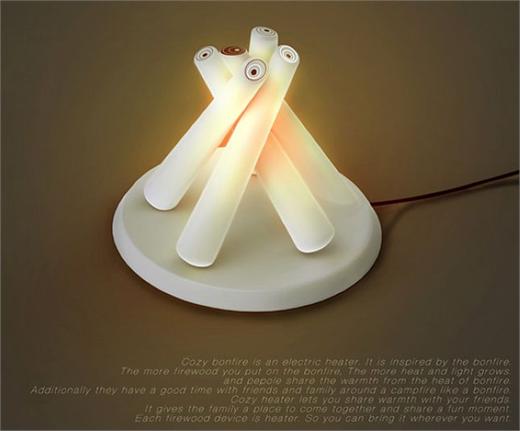 Cozy bonfire is an electric heater. It is inspired by the bonfire.
The more firewood you put on the bonfire, The more heat and light grows.
and pepole share the warmth from the heat of bonfire.
Additionally they have a good time with friends and family around a campfire like a bonfire.
Cozy heater lets you share warmth with your friends.
It gives the family a place to come together and share a fun moment.
Each firewood device is heater. So you can bring it wherever you want.